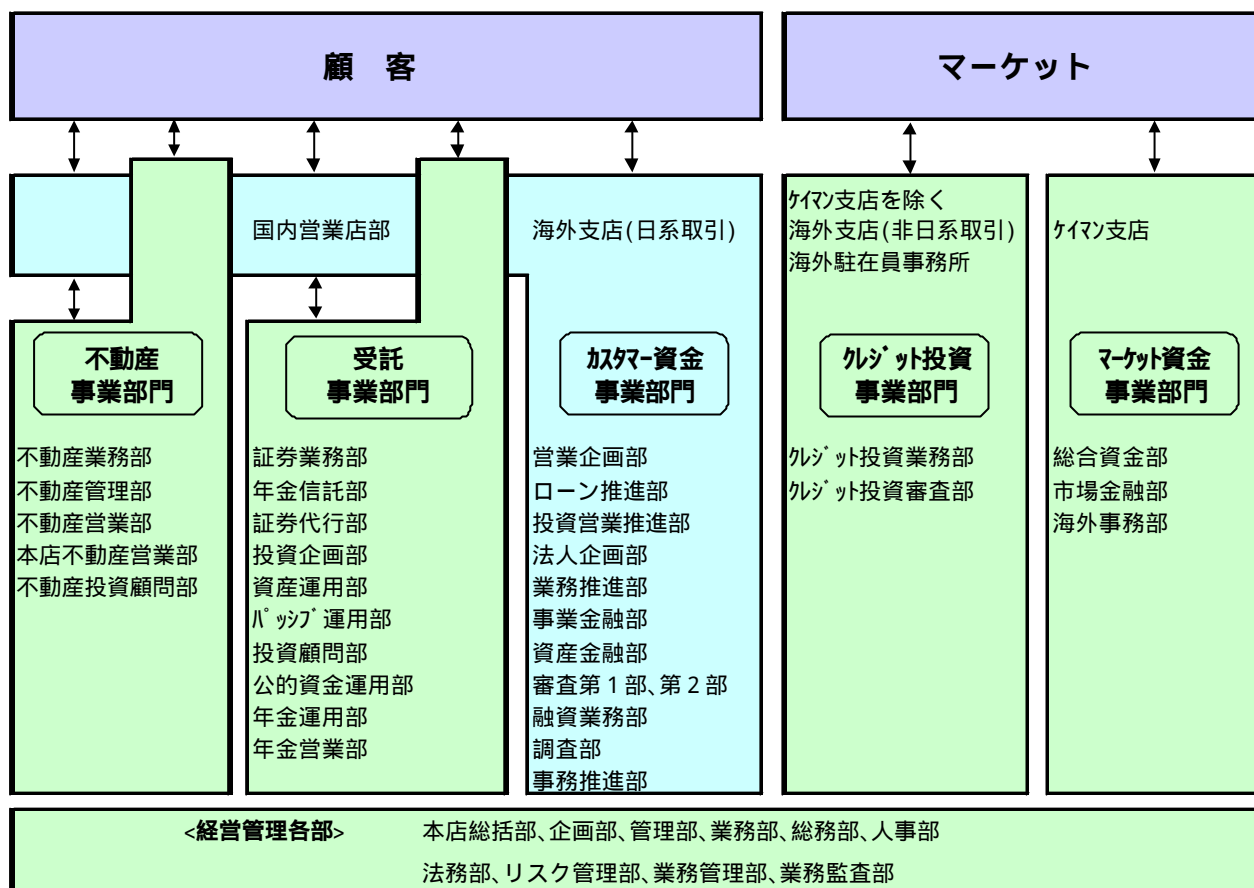 顧　客
マーケット
国内営業店部
海外支店(日系取引)
ｹｲﾏﾝ支店を除く
海外支店(非日系取引)
海外駐在員事務所
ｹｲﾏﾝ支店
不動産
事業部門
受託
事業部門
ｶｽﾀﾏｰ資金
事業部門
ｸﾚｼﾞｯﾄ投資
事業部門
ﾏｰｹｯﾄ資金
事業部門
不動産業務部
不動産管理部
不動産営業部
本店不動産営業部
不動産投資顧問部
証券業務部
年金信託部
証券代行部
投資企画部
資産運用部
ﾊﾟｯｼﾌﾞ運用部
投資顧問部
公的資金運用部
年金運用部
年金営業部
営業企画部
ローン推進部
投資営業推進部
法人企画部
業務推進部
事業金融部
資産金融部
審査第１部、第２部
融資業務部
調査部
事務推進部
ｸﾚｼﾞｯﾄ投資業務部
ｸﾚｼﾞｯﾄ投資審査部
総合資金部
市場金融部
海外事務部
<経営管理各部>　本店総括部、企画部、管理部、業務部、総務部、人事部
法務部、リスク管理部、業務管理部、業務監査部